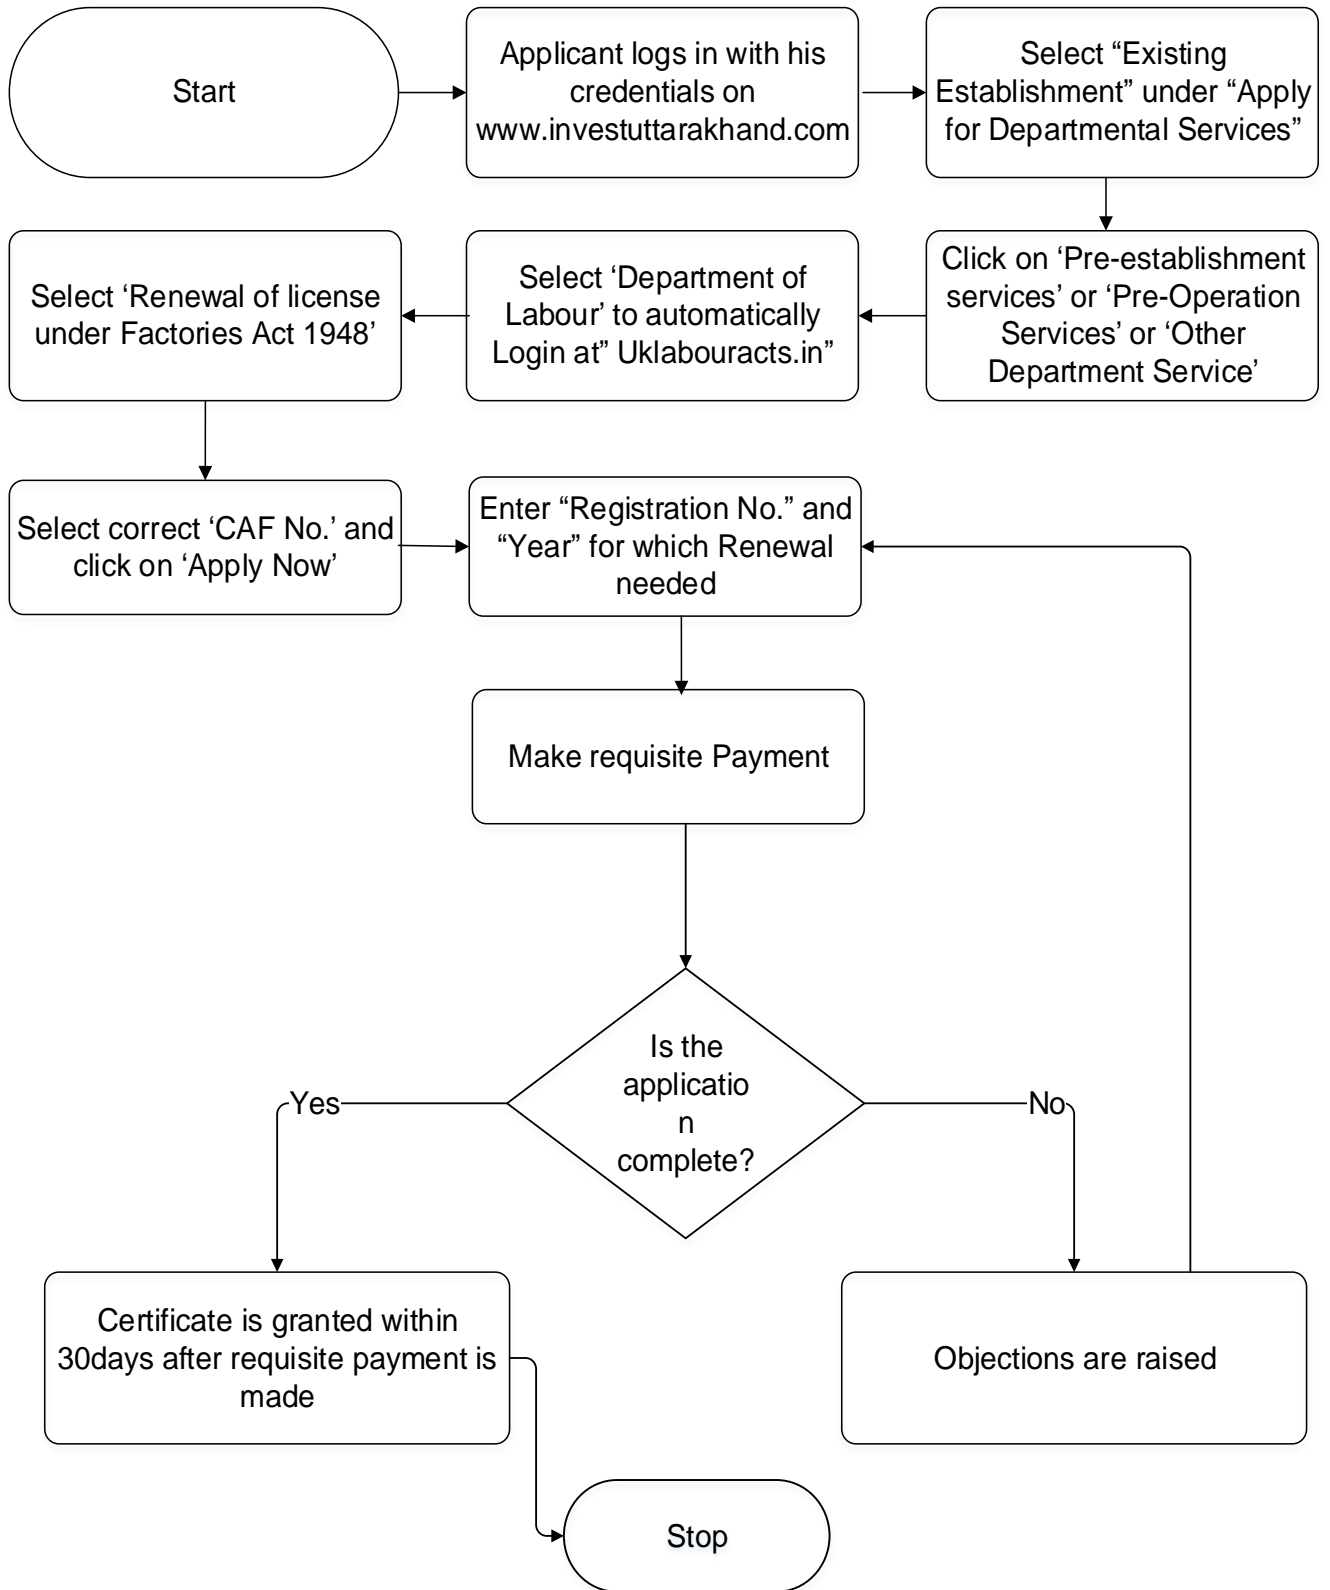 Start
Applicant logs in with his
credentials on
www.investuttarakhand.com
Select “Existing
Establishment” under “Apply
for Departmental Services”
Click on ‘Pre-establishment
services’ or ‘Pre-Operation
Services’ or ‘Other
Department Service’
Select ‘Department of
Labour’ to automatically
Login at” Uklabouracts.in”
Select ‘Renewal of license
under Factories Act 1948’
Select correct ‘CAF No.’ and
click on ‘Apply Now’
Enter “Registration No.” and
“Year” for which Renewal
needed
Make requisite Payment
Is the
applicatio
n
complete?
Yes
No
Certificate is granted within
30days after requisite payment is
made
Objections are raised
Stop